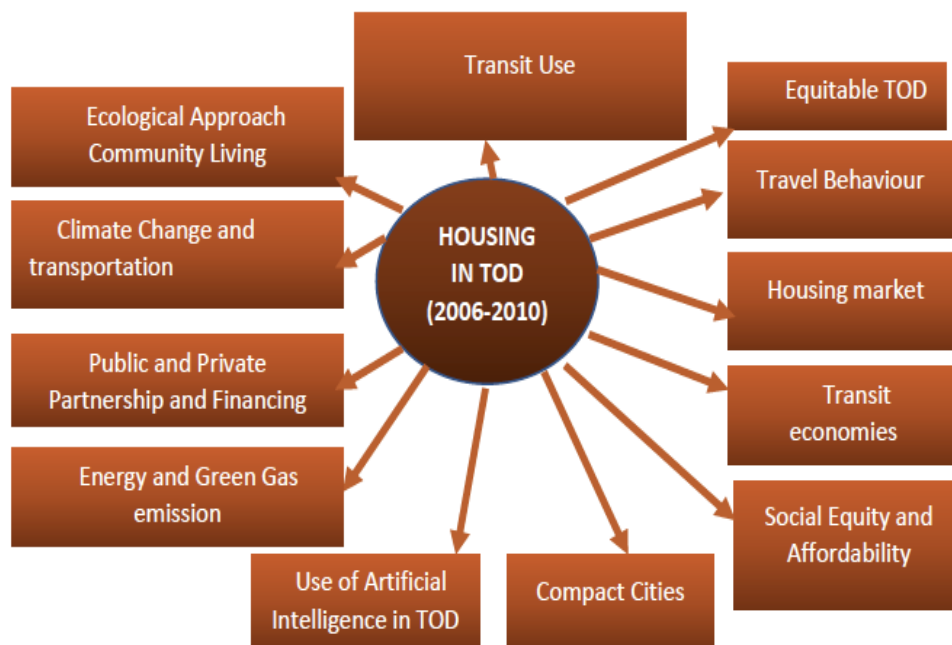 Transit Use
Equitable TOD
Ecological Approach
Community Living
Travel Behaviour
Climate Change and
transportation
HOUSING
IN TOD
(2006-2010)
Housing market
Public and Private
Partnership and Financing
Transit
economies
Energy and Green Gas
emission
Social Equity and
Affordability
Use of Artificial
Intelligence in TOD
Compact Cities